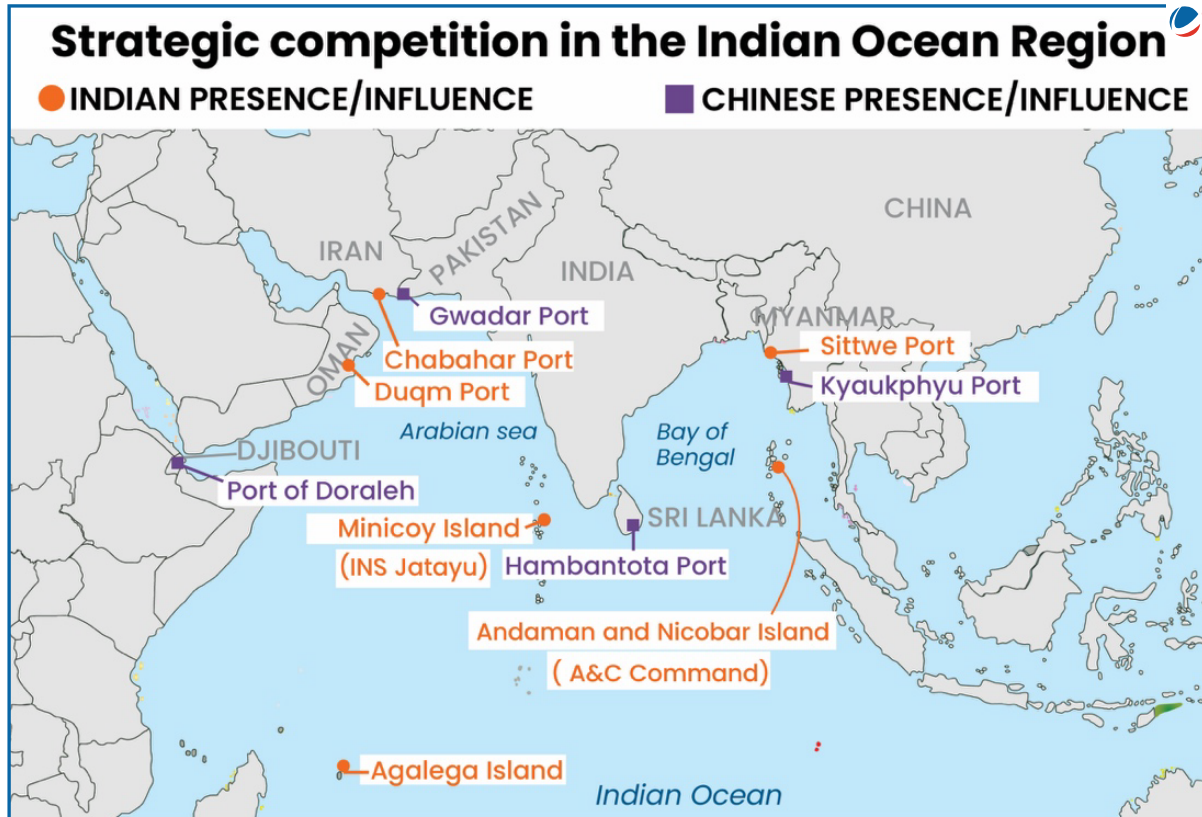 Strategic competition in the Indian Ocean Region
INDIAN PRESENCE/INFLUENCE
CHINESE PRESENCE/INFLUENCE
CHINA
IRAN
PAKISTAN
INDIA
Gwadar Port
MYANMAR
Sittwe Port
Chabahar Port
OMAN
Duqm Port
Kyaukphyu Port
Arabian sea
Bay of
Bengal
DJIBOUTI
Port of Doraleh
Minicoy Island
(INS Jatayu)
SRI LANKA
Hambantota Port
Andaman and Nicobar Island
( A&C Command)
Agalega Island
Indian Ocean